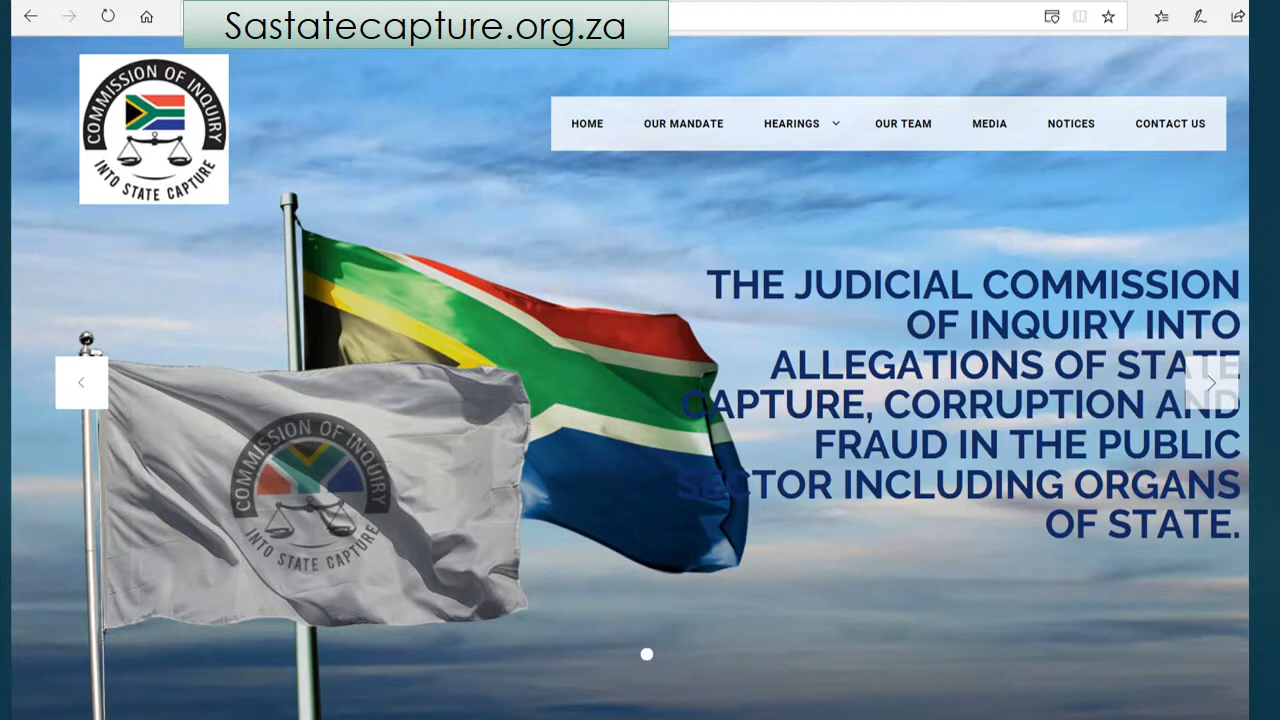 Sastatecapture.org.za
COMMISSION OF INQUIRY
INTO STATE CAPTURE
HOME OUR MANDATE HEARINGS OUR TEAM MEDIA NOTICES CONTACT US
THE JUDICIAL COMMISSION
OF INQUIRY INTO
ALLEGATIONS OF STATE
CAPTURE, CORRUPTION AND
FRAUD IN THE PUBLIC
SECTOR INCLUDING ORGANS
OF STATE.
COMMISSION OF INQUIRY
INTO STATE CAPTURE